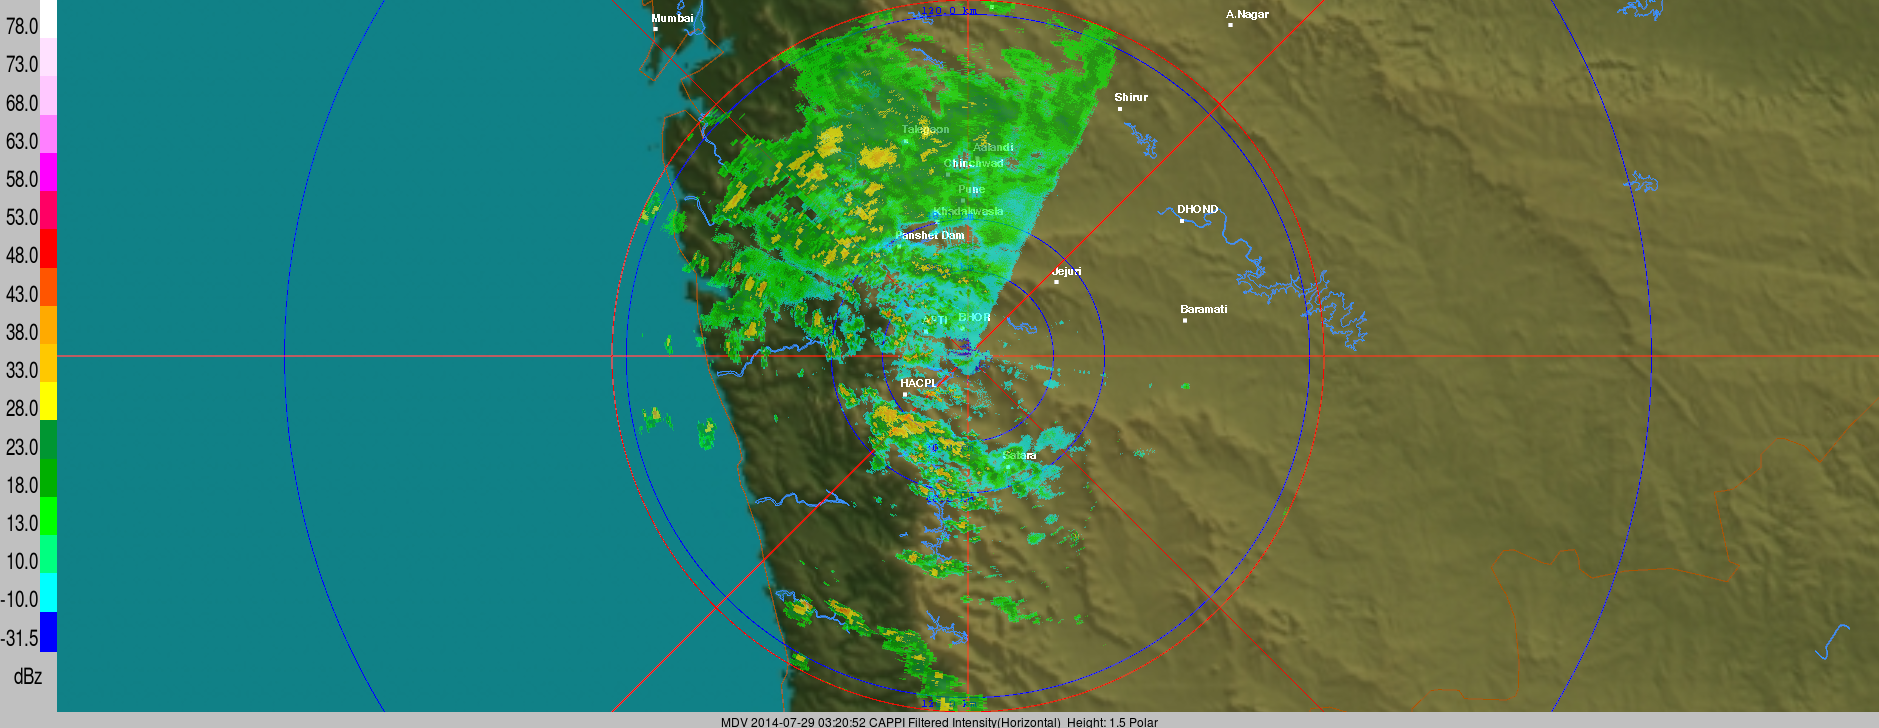 78.0
73.0
68.0
63.0
58.0
53.0
48.0
43.0
38.0
33.0
28.0
23.0
18.0
13.0
10.0
-10.0
-31.5
dBz
120.0 km
Mumbai
A.Nagar
Shirur
Talegaon
Aalandi
Chinchwad
Pune
Khadakwasla
DHOND
Panshet Dam
Jejuri
Baramati
BHOR
HACPL
Satara
MDV 2014-07-29 03:20:52 CAPPI Filtered Intensity(Horizontal) Height: 1.5 Polar